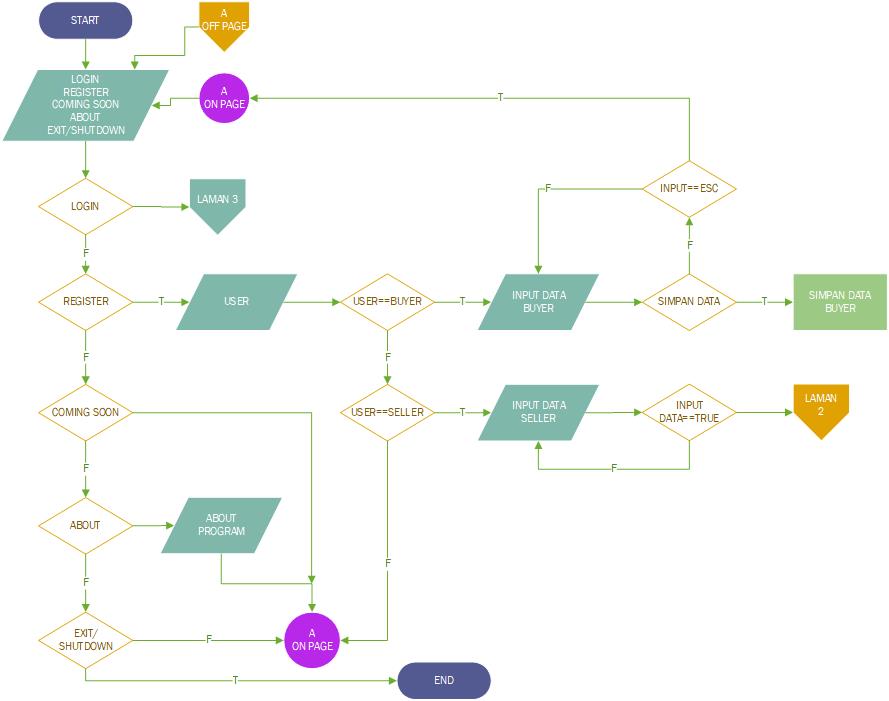 START
A
OFF PAGE
LOGIN
REGISTER
COMING SOON
ABOUT
EXIT/SHUTDOWN
A
ON PAGE
T
LOGIN
LAMAN 3
F
INPUT==ESC
F
F
REGISTER
T
USER
USER==BUYER
T
INPUT DATA
BUYER
SIMPAN DATA
T
SIMPAN DATA
BUYER
F
F
COMING SOON
USER==SELLER
T
INPUT DATA
SELLER
INPUT
DATA==TRUE
LAMAN
2
F
F
ABOUT
ABOUT
PROGRAM
F
F
EXIT/
SHUTDOWN
F
A
ON PAGE
T
END